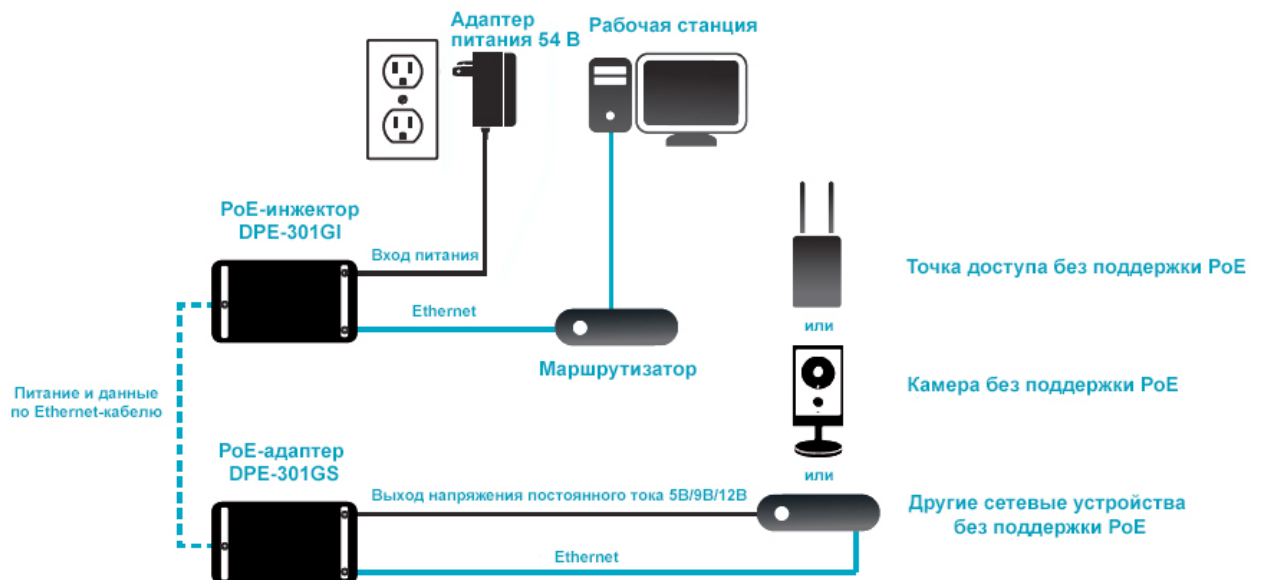 Адаптер
питания 54 В
Рабочая станция
PoE-инжектор
DPE-301GI
Вход питания
Точка доступа без поддержки PoE
Ethernet
или
Маршрутизатор
Камера без поддержки PoE
Питание и данные
по Ethernet-кабелю
PoE-адаптер
DPE-301GS
или
Выход напряжения постоянного тока 5В/9В/12В
Другие сетевые устройства
без поддержки PoE
Ethernet